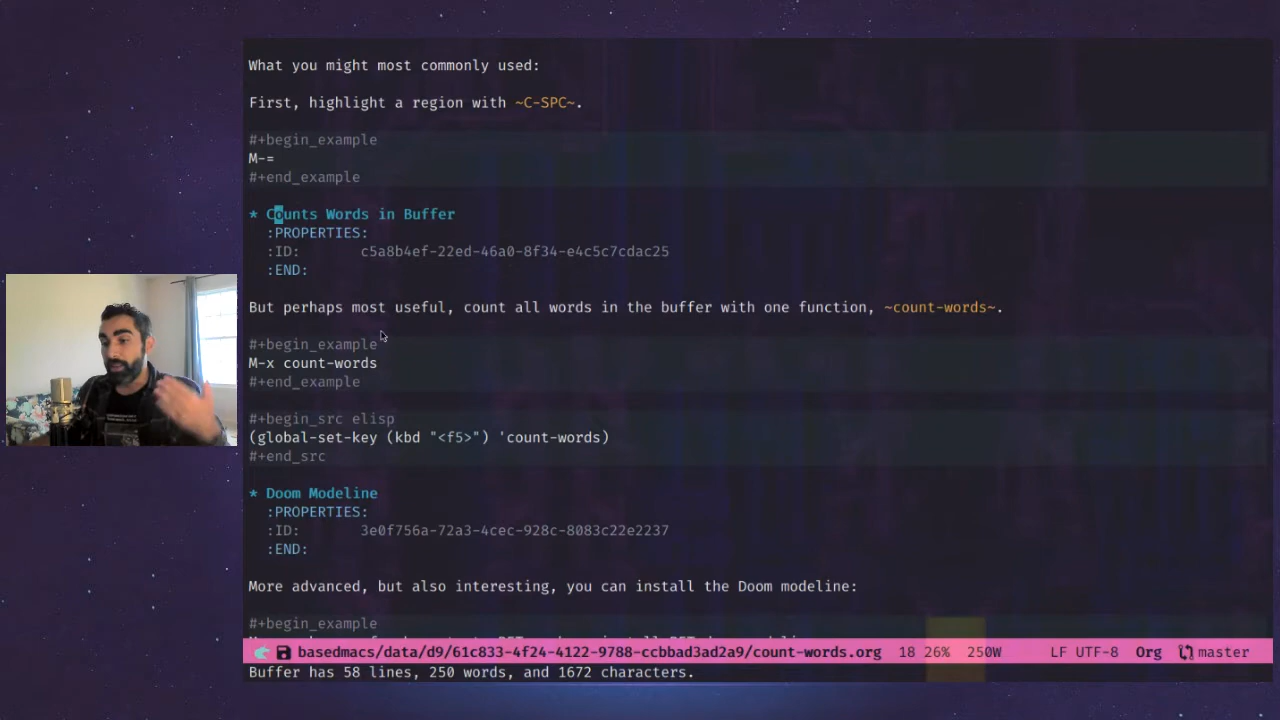 What you might most commonly used:
First, highlight a region with ~C-SPC~.
#+begin_example
M-=
#+end_example
* Counts Words in Buffer
:PROPERTIES:
:ID: c5a8b4ef-22ed-46a0-8f34-e4c5c7cdac25
:END:
But perhaps most useful, count all words in the buffer with one function, ~count-words~.
#+begin_example
M-x count-words
#+end_example
#+begin_src elisp
(global-set-key (kbd "<f5>") 'count-words)
#+end_src
* Doom Modeline
:PROPERTIES:
:ID: 3e0f756a-72a3-4cec-928c-8083c22e2237
:END:
More advanced, but also interesting, you can install the Doom modeline:
#+begin_example
basedmacs/data/d9/61c833-4f24-4122-9788-ccbbad3ad2a9/count-words.org 18 26% 250W LF UTF-8 Org master
Buffer has 58 lines, 250 words, and 1672 characters.